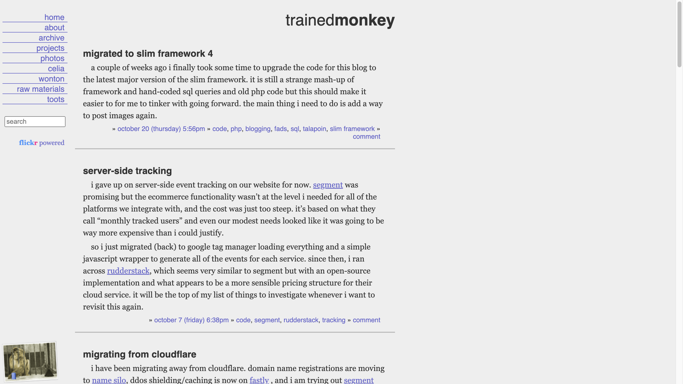 home
about
archive
projects
photos
celia
wonton
raw materials
toots
search
flickr powered
trainedmonkey
migrated to slim framework 4
a couple of weeks ago i finally took some time to upgrade the code for this blog to
the latest major version of the slim framework. it is still a strange mash-up of
framework and hand-coded sql queries and old php code but this should make it
easier to for me to tinker with going forward. the main thing i need to do is add a way
to post images again.
» october 20 (thursday) 5:56pm » code, php, blogging, fads, sql, talapoin, slim framework »
comment
server-side tracking
i gave up on server-side event tracking on our website for now. segment was
promising but the ecommerce functionality wasn't at the level i needed for all of the
platforms we integrate with, and the cost was just too steep. it's based on what they
call “monthly tracked users” and even our modest needs looked like it was going to be
way more expensive than i could justify.
so i just migrated (back) to google tag manager loading everything and a simple
javascript wrapper to generate all of the events for each service. since then, i ran
across rudderstack, which seems very similar to segment but with an open-source
implementation and what appears to be a more sensible pricing structure for their
cloud service. it will be the top of my list of things to investigate whenever i want to
revisit this again.
» october 7 (friday) 6:38pm » code, segment, rudderstack, tracking » comment
migrating from cloudflare
i have been migrating away from cloudflare. domain name registrations are moving
to name silo, ddos shielding/caching is now on fastly , and i am trying out segment